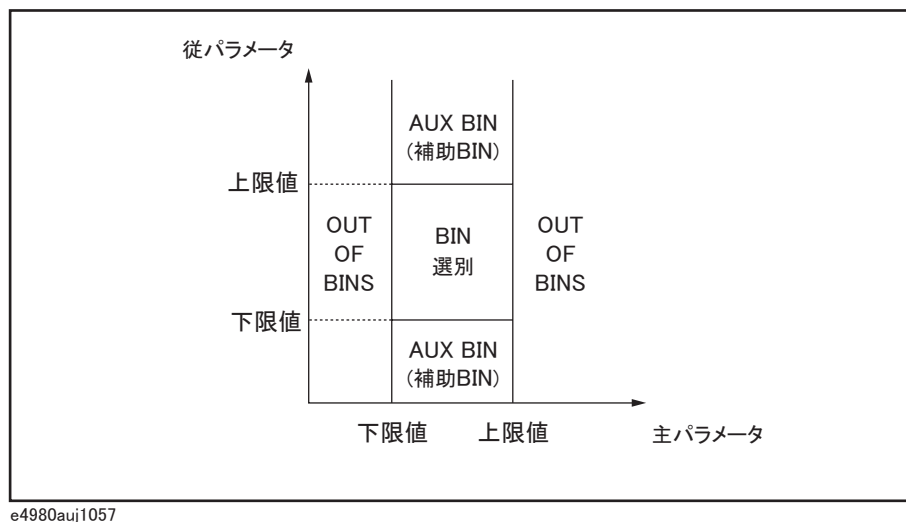 従パラメータ
AUX BIN
(補助BIN)
上限値
OUT
OF
BINS
BIN
選別
OUT
OF
BINS
下限値
AUX BIN
(補助BIN)
下限値
上限値
主パラメータ
e4980auj1057